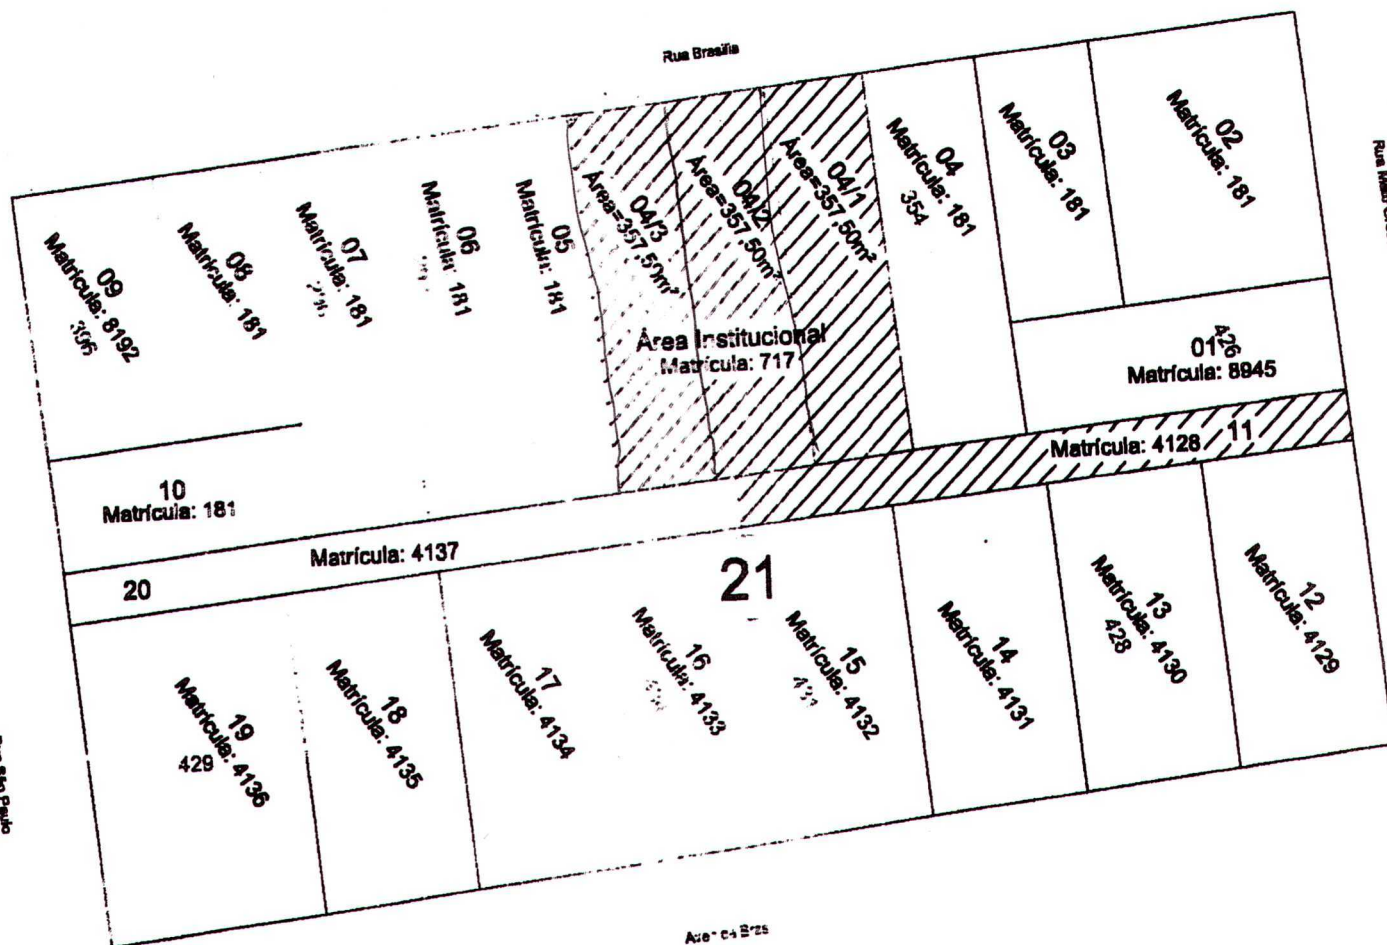 Rua Brasília
02
Matrícula: 181
03
Matrícula: 181
04
Matrícula: 181
354
04/1
Área=357,50m²
04/2
Área=357,50m²
04/3
Área=357,50m²
05
Matrícula: 181
06
Matrícula: 181
07
Matrícula: 181
08
Matrícula: 181
09
Matrícula: 8192
396
Área Institucional
Matrícula: 717
01
426
Matrícula: 8945
Matrícula: 4128
11
10
Matrícula: 181
Matrícula: 4137
20
21
12
Matrícula: 4129
13
Matrícula: 4130
428
14
Matrícula: 4131
15
Matrícula: 4132
16
Matrícula: 4133
17
Matrícula: 4134
18
Matrícula: 4135
19
Matrícula: 4136
429
Rua São Paulo
Rua Mato